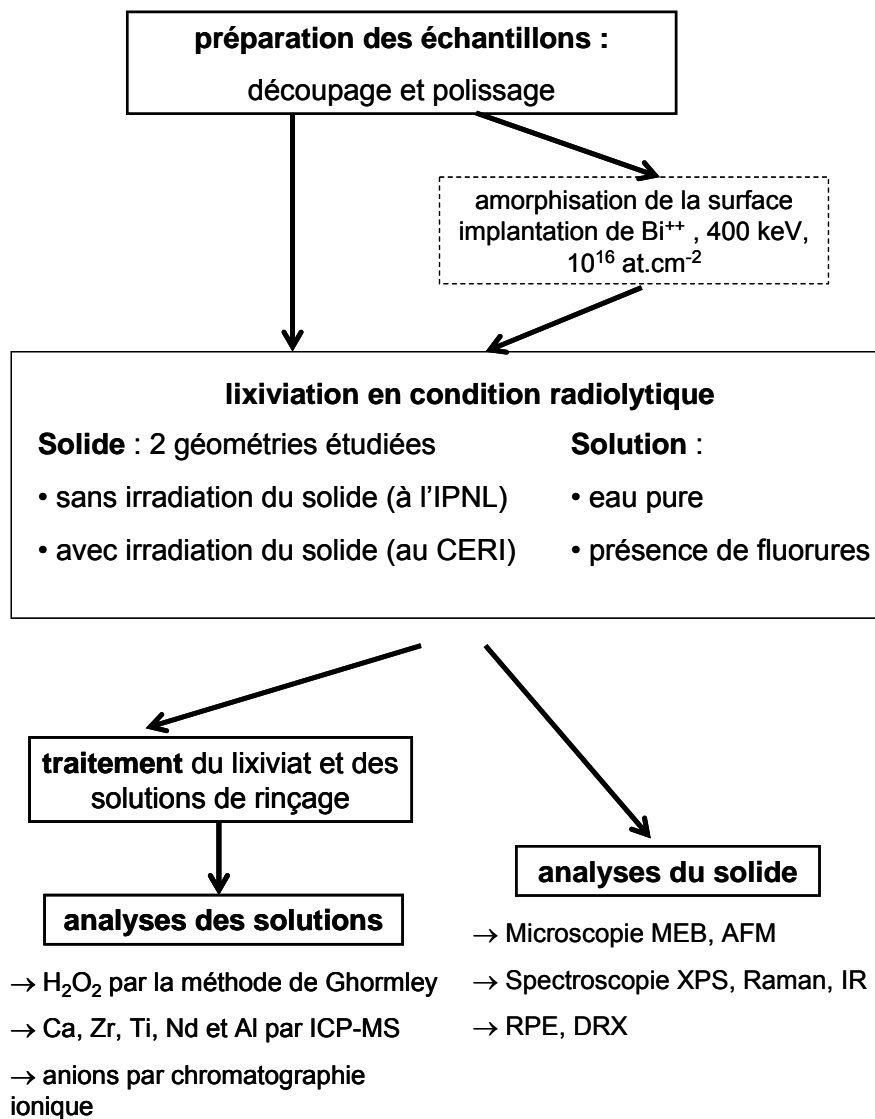 préparation des échantillons :
découpage et polissage
amorphisation de la surface
implantation de Bi⁺⁺ , 400 keV,
10¹⁶ at.cm⁻²
lixiviation en condition radiolytique
Solide : 2 géométries étudiées
• sans irradiation du solide (à l'IPNL)
• avec irradiation du solide (au CERI)
Solution :
• eau pure
• présence de fluorures
traitement du lixiviat et des
solutions de rinçage
analyses des solutions
→ H₂O₂ par la méthode de Ghormley
→ Ca, Zr, Ti, Nd et Al par ICP-MS
→ anions par chromatographie
ionique
analyses du solide
→ Microscopie MEB, AFM
→ Spectroscopie XPS, Raman, IR
→ RPE, DRX